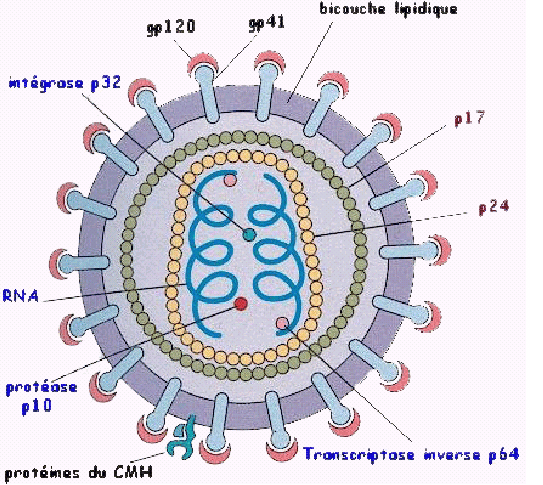 bicouche lipidique
gp120
gp41
intégrase p32
p17
p24
RNA
protéase
p10
Transcriptase inverse p64
protéines du CMH